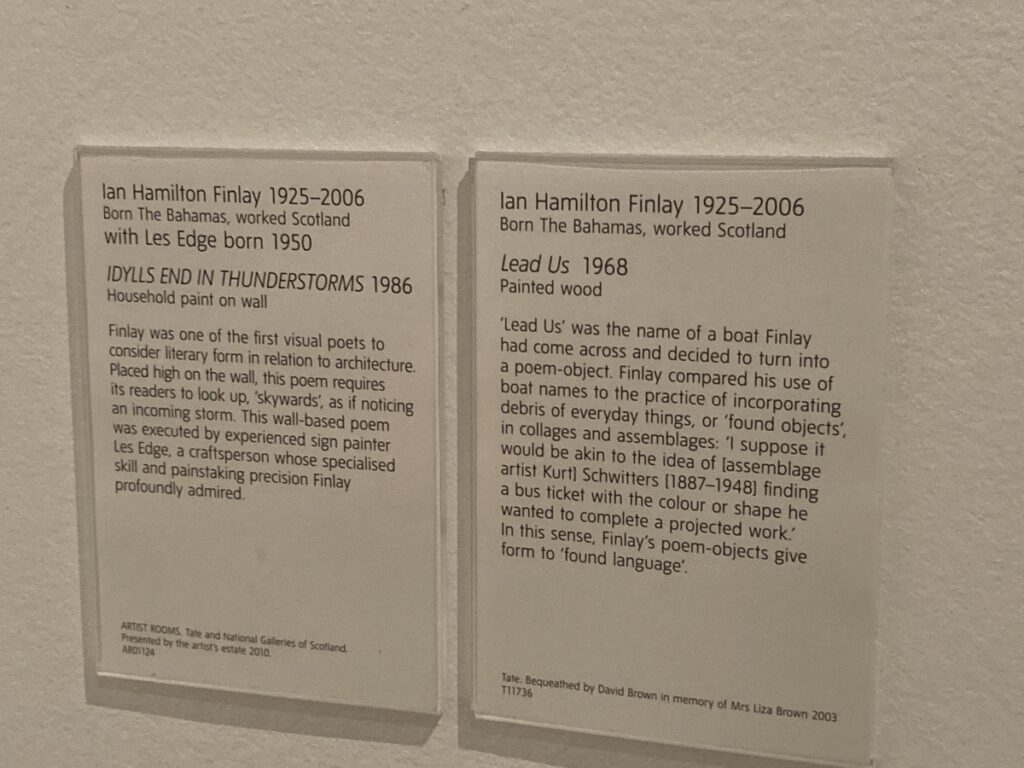 Ian Hamilton Finlay 1925–2006
Born The Bahamas, worked Scotland
with Les Edge born 1950
IDYLLS END IN THUNDERSTORMS 1986
Household paint on wall
Finlay was one of the first visual poets to
consider literary form in relation to architecture.
Placed high on the wall, this poem requires
its readers to look up, ‘skywards’, as if noticing
an incoming storm. This wall-based poem
was executed by experienced sign painter
Les Edge, a craftsperson whose specialised
skill and painstaking precision Finlay
profoundly admired.
ARTIST ROOMS. Tate and National Galleries of Scotland.
Presented by the artist's estate 2010.
AR01124
Ian Hamilton Finlay 1925–2006
Born The Bahamas, worked Scotland
Lead Us 1968
Painted wood
‘Lead Us’ was the name of a boat Finlay
had come across and decided to turn into
a poem-object. Finlay compared his use of
boat names to the practice of incorporating
debris of everyday things, or ‘found objects’,
in collages and assemblages: ‘I suppose it
would be akin to the idea of [assemblage
artist Kurt] Schwitters [1887–1948] finding
a bus ticket with the colour or shape he
wanted to complete a projected work.’
In this sense, Finlay's poem-objects give
form to ‘found language’.
Tate. Bequeathed by David Brown in memory of Mrs Liza Brown 2003
T11736